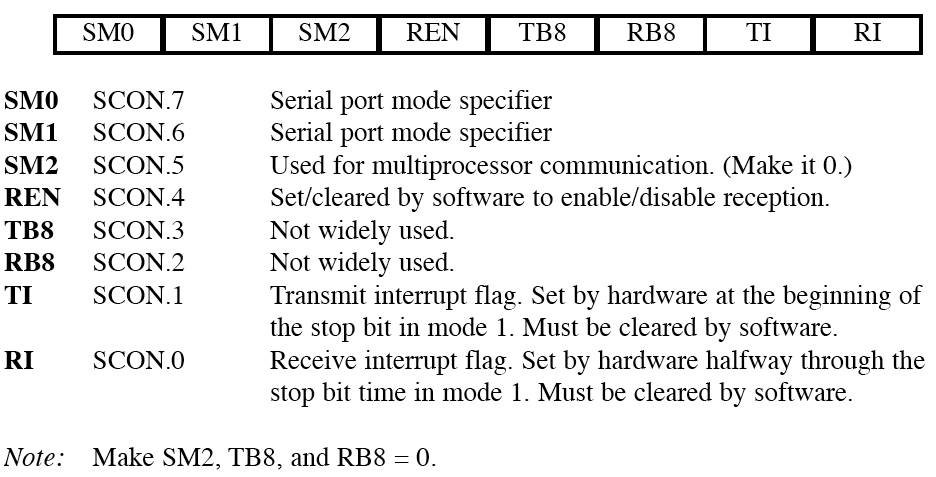 SM0 SM1 SM2 REN TB8 RB8 TI RI
SM0 SCON.7 Serial port mode specifier
SM1 SCON.6 Serial port mode specifier
SM2 SCON.5 Used for multiprocessor communication. (Make it 0.)
REN SCON.4 Set/cleared by software to enable/disable reception.
TB8 SCON.3 Not widely used.
RB8 SCON.2 Not widely used.
TI SCON.1 Transmit interrupt flag. Set by hardware at the beginning of
the stop bit in mode 1. Must be cleared by software.
RI SCON.0 Receive interrupt flag. Set by hardware halfway through the
stop bit time in mode 1. Must be cleared by software.
Note: Make SM2, TB8, and RB8 = 0.